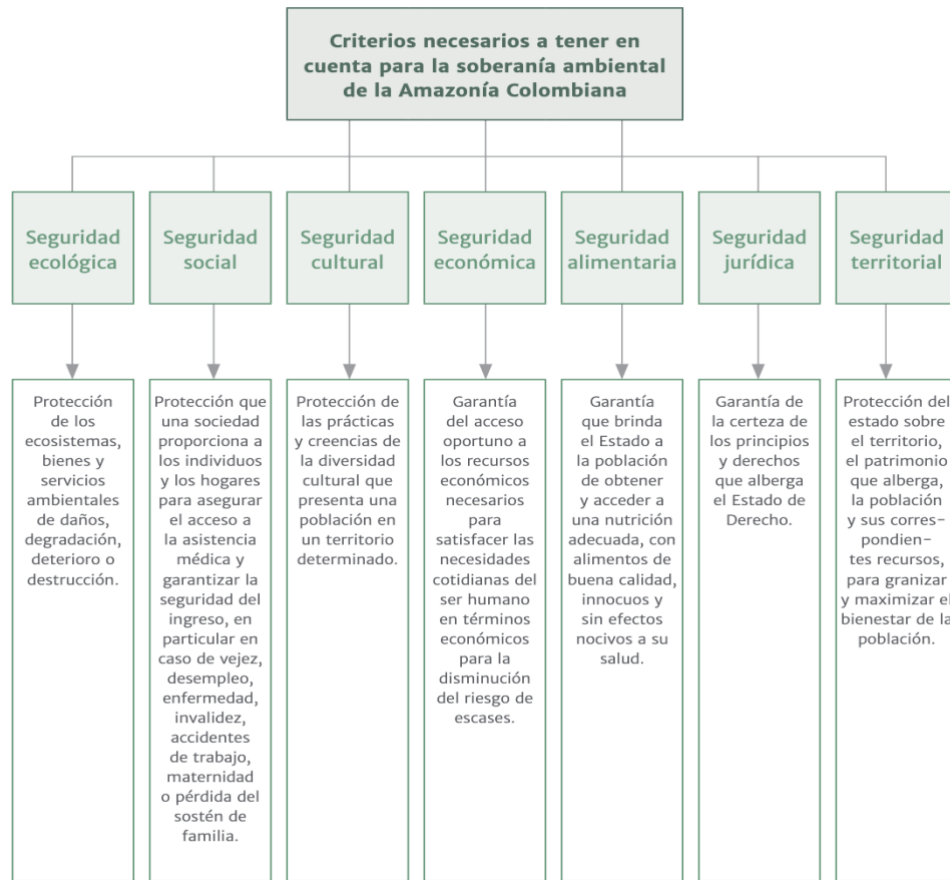 Criterios necesarios a tener en
cuenta para la soberanía ambiental
de la Amazonía Colombiana
Seguridad
ecológica
Seguridad
social
Seguridad
cultural
Seguridad
económica
Seguridad
alimentaria
Seguridad
jurídica
Seguridad
territorial
Protección
de los
ecosistemas,
bienes y
servicios
ambientales
de daños,
degradación,
deterioro o
destrucción.
Protección que
una sociedad
proporciona a
los individuos
y los hogares
para asegurar
el acceso a
la asistencia
médica y
garantizar la
seguridad del
ingreso, en
particular en
caso de vejez,
desempleo,
enfermedad,
invalidez,
accidentes
de trabajo,
maternidad
o pérdida del
sostén de
familia.
Protección de
las prácticas
y creencias de
la diversidad
cultural que
presenta una
población en
un territorio
determinado.
Garantía
del acceso
oportuno a
los recursos
económicos
necesarios
para
satisfacer las
necesidades
cotidianas del
ser humano
en términos
económicos
para la
disminución
del riesgo de
escases.
Garantía
que brinda
el Estado a
la población
de obtener
y acceder a
una nutrición
adecuada, con
alimentos de
buena calidad,
innocuos y
sin efectos
nocivos a su
salud.
Garantía de
la certeza de
los principios
y derechos
que alberga
el Estado de
Derecho.
Protección del
estado sobre
el territorio,
el patrimonio
que alberga,
la población
y sus corres-
pondien-
tes recursos,
para granizar
y maximizar el
bienestar de la
población.